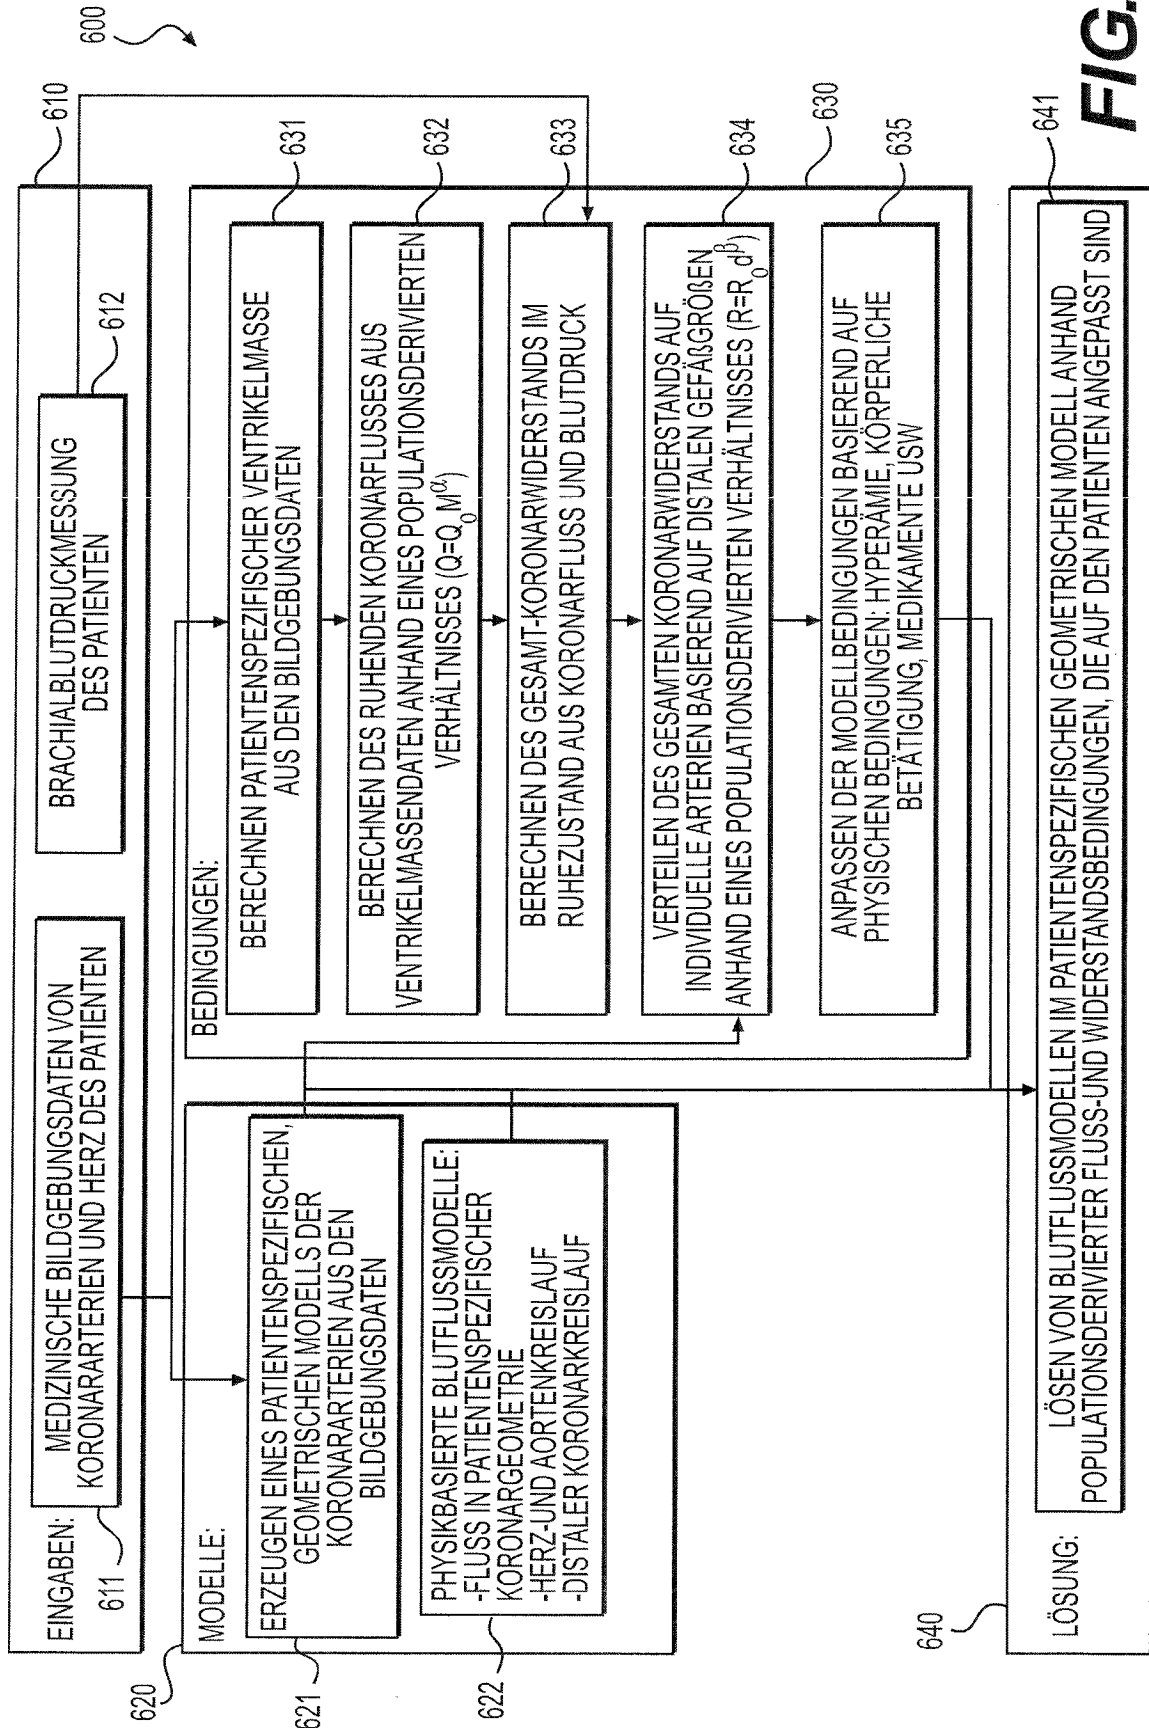 600
610
EINGABEN:
611
MEDIZINISCHE BILDGEBUNGSDATEN VON
KORONARARTERIEN UND HERZ DES PATIENTEN
BRACHIALBLUTDRUCKMESSUNG
DES PATIENTEN
612
620
MODELLE:
621
ERZEUGEN EINES PATIENTENSPEZIFISCHEN,
GEOMETRISCHEN MODELLS DER
KORONARARTERIEN AUS DEN
BILDGEBUNGSDATEN
622
PHYSIKBASIERTE BLUTFLUSSMODELLE:
-FLUSS IN PATIENTENSPEZIFISCHER
KORONARGEOMETRIE
-HERZ-UND AORTENKREISLAUF
-DISTALER KORONARKREISLAUF
BEDINGUNGEN:
BERECHNEN PATIENTENSPEZIFISCHER VENTRIKELMASSE
AUS DEN BILDGEBUNGSDATEN
631
BERECHNEN DES RUHENDEN KORONARFLUSSES AUS
VENTRIKELMASSENDATEN ANHAND EINES POPULATIONSDERIVIERTEN
VERHÄLTNISSES (Q=Q₀M^α)
632
BERECHNEN DES GESAMT-KORONARWIDERSTANDS IM
RUHEZUSTAND AUS KORONARFLUSS UND BLUTDRUCK
633
VERTEILEN DES GESAMTEN KORONARWIDERSTANDS AUF
INDIVIDUELLE ARTERIEN BASIEREND AUF DISTALEN GEFÄßGRÖßEN
ANHAND EINES POPULATIONSDERIVIERTEN VERHÄLTNISSES (R=R₀d^β)
634
ANPASSEN DER MODELLBEDINGUNGEN BASIEREND AUF
PHYSISCHEN BEDINGUNGEN: HYPERÄMIE, KÖRPERLICHE
BETÄTIGUNG, MEDIKAMENTE USW
635
630
640
LÖSUNG:
LÖSEN VON BLUTFLUSSMODELLEN IM PATIENTENSPEZIFISCHEN GEOMETRISCHEN MODELL ANHAND
POPULATIONSDERIVIERTER FLUSS-UND WIDERSTANDSBEDINGUNGEN, DIE AUF DEN PATIENTEN ANGEPASST SIND
641
FIG.